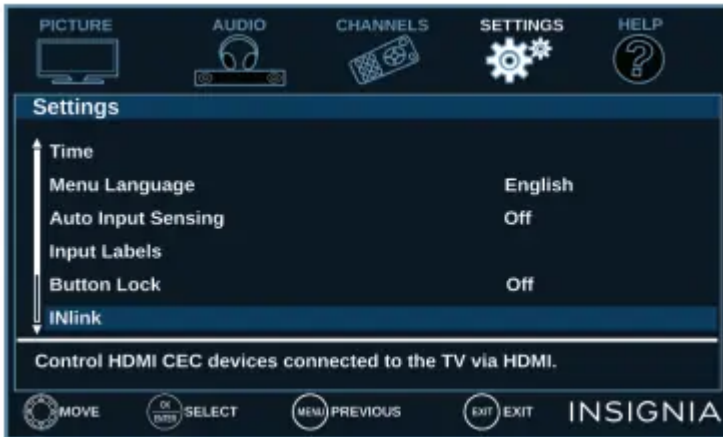 PICTURE AUDIO CHANNELS SETTINGS HELP
Settings
Time
Menu Language English
Auto Input Sensing Off
Input Labels
Button Lock Off
INlink
Control HDMI CEC devices connected to the TV via HDMI.
MOVE OK ENTER SELECT MENU PREVIOUS EXIT EXIT INSIGNIA